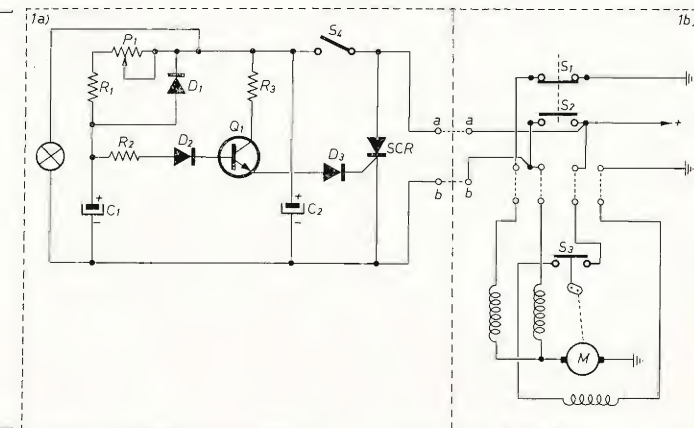 1a)
1b)
P1
S4
R1
D1
R3
S1
S2
a a
+
Q1
R2
D2
D3
SCR
+
C1
-
+
C2
-
b b
S3
M